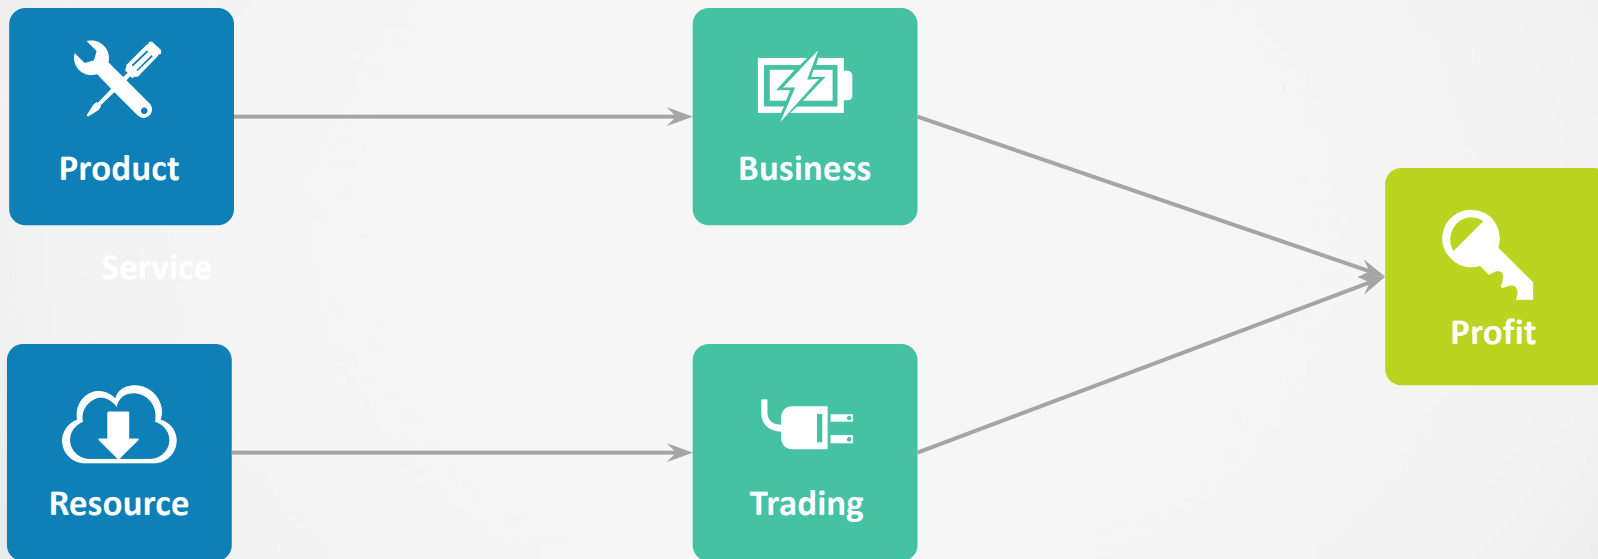 Product
Business
Service
Profit
Resource
Trading